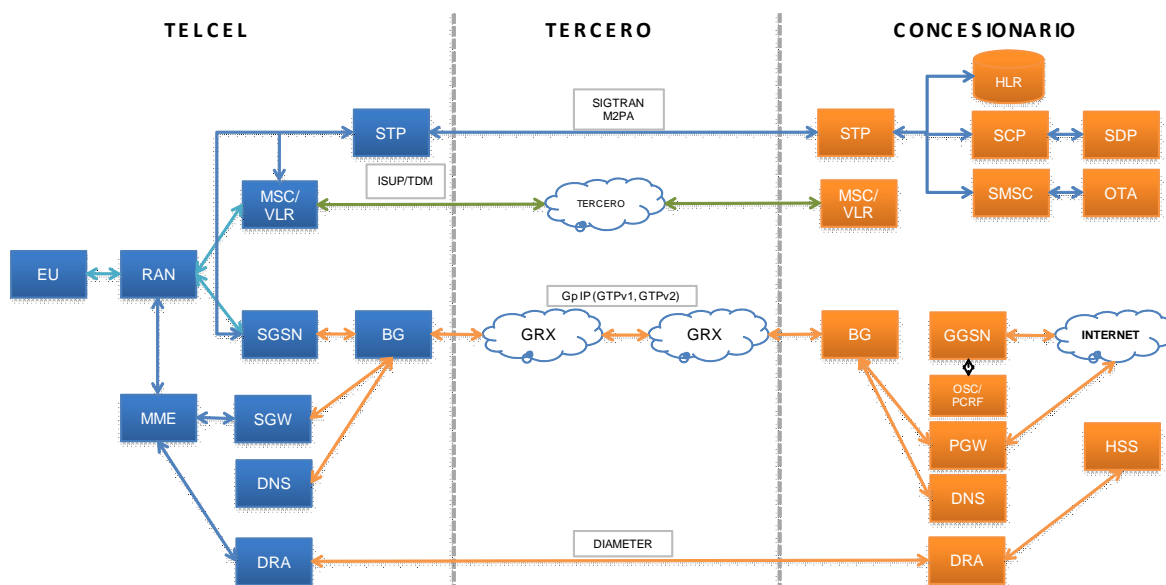 TELCEL
TERCERO
CONCESIONARIO
HLR
SIGTRAN
M2PA
STP
STP
SCP
SDP
ISUP/TDM
MSC/
VLR
TERCERO
MSC/
VLR
SMSC
OTA
EU
RAN
Gp IP (GTPv1, GTPv2)
SGSN
BG
GRX
GRX
BG
GGSN
INTERNET
OSC/
PCRF
MME
SGW
PGW
HSS
DNS
DNS
DIAMETER
DRA
DRA